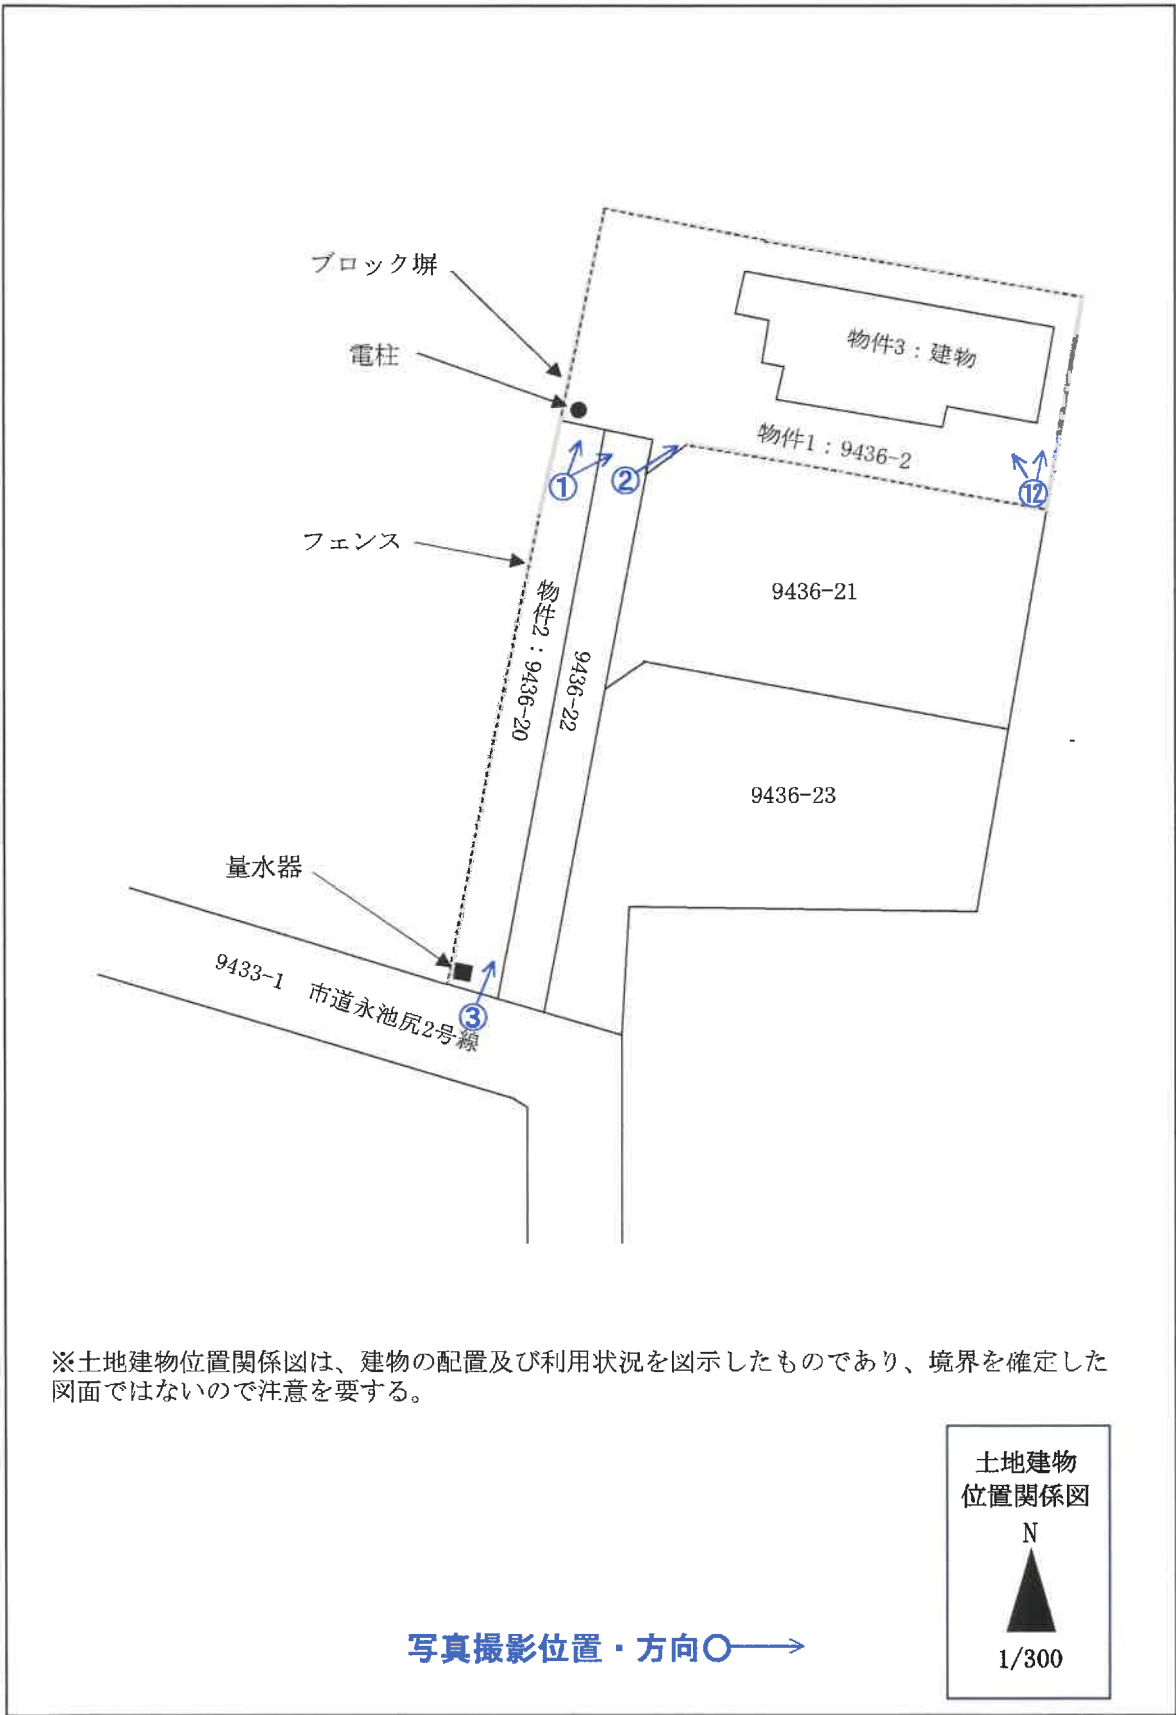 ブロック塀
電柱
物件3：建物
物件1：9436-2
①
②
⑫
フェンス
物件2：9436-20
9436-22
9436-21
9436-23
量水器
9433-1 市道永池尻2号線
③
※土地建物位置関係図は、建物の配置及び利用状況を図示したものであり、境界を確定した
図面ではないので注意を要する。
土地建物
位置関係図
N
1/300
写真撮影位置・方向○→